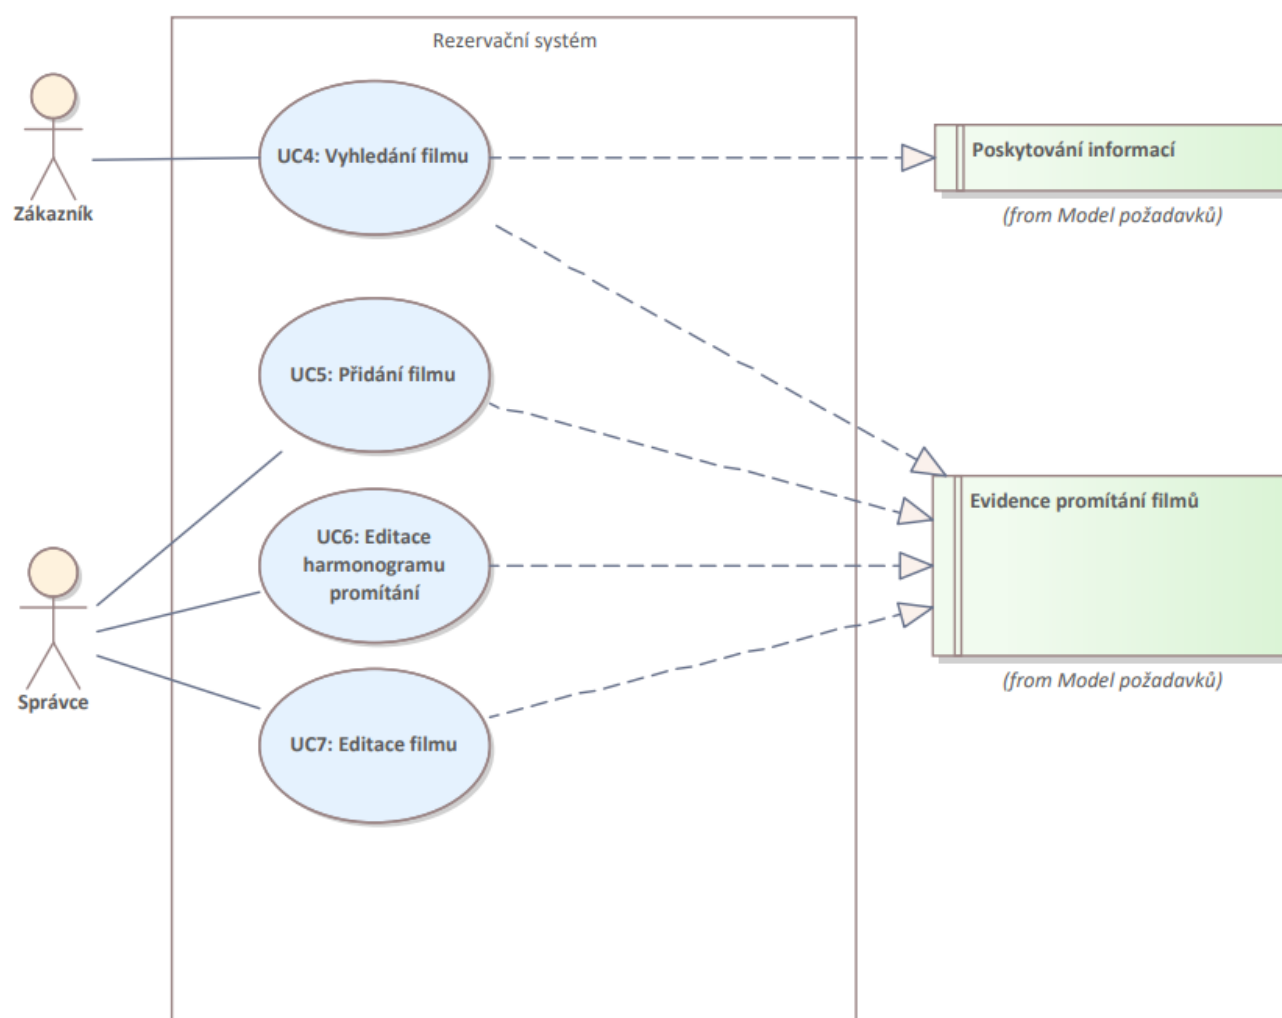 Rezervační systém
UC4: Vyhledání filmu
Poskytování informací
Zákazník
(from Model požadavků)
UC5: Přidání filmu
Evidence promítání filmů
UC6: Editace
harmonogramu
promítání
Správce
(from Model požadavků)
UC7: Editace filmu